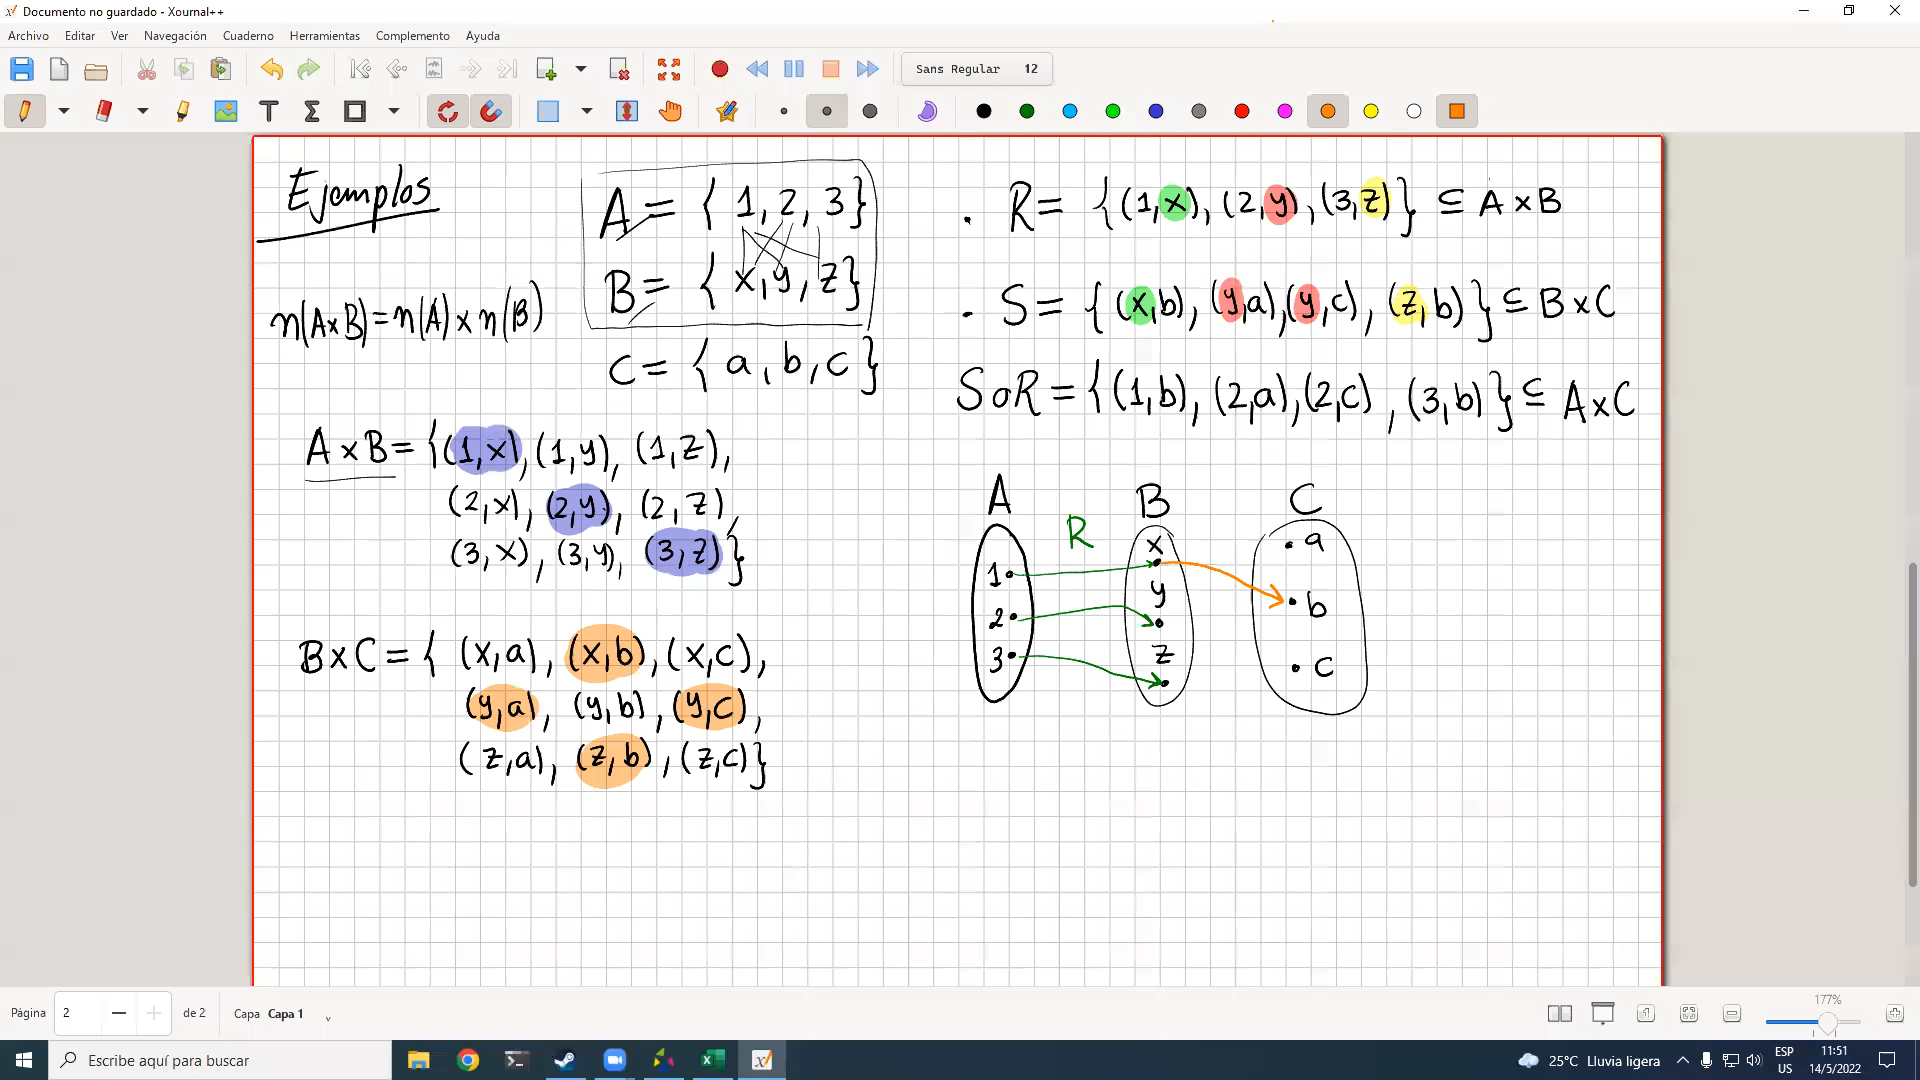 Documento no guardado - Xournal++
Archivo Editar Ver Navegación Cuaderno Herramientas Complemento Ayuda
Sans Regular 12
Ejemplos
A = { 1, 2, 3}
B = { x, y, z}
n(A×B)=n(A)×n(B)
C = { a, b, c }
A × B = {(1,x), (1,y), (1,z),
(2,x), (2,y), (2,z),
(3,x), (3,y), (3,z)}
B×C = { (x,a), (x,b), (x,c),
(y,a), (y,b), (y,c),
(z,a), (z,b), (z,c)}
. R = {(1,x), (2,y), (3,z)} ⊆ A × B
. S = { (x,b), (y,a), (y,c), (z,b)} ⊆ B × C
SoR = {(1,b), (2,a), (2,c), (3,b)} ⊆ A×C
A B C
R
x a
1
y b
2
z c
3
Página 2 de 2 Capa Capa 1
177%
Escribe aquí para buscar
25°C Lluvia ligera
ESP 11:51
US 14/5/2022